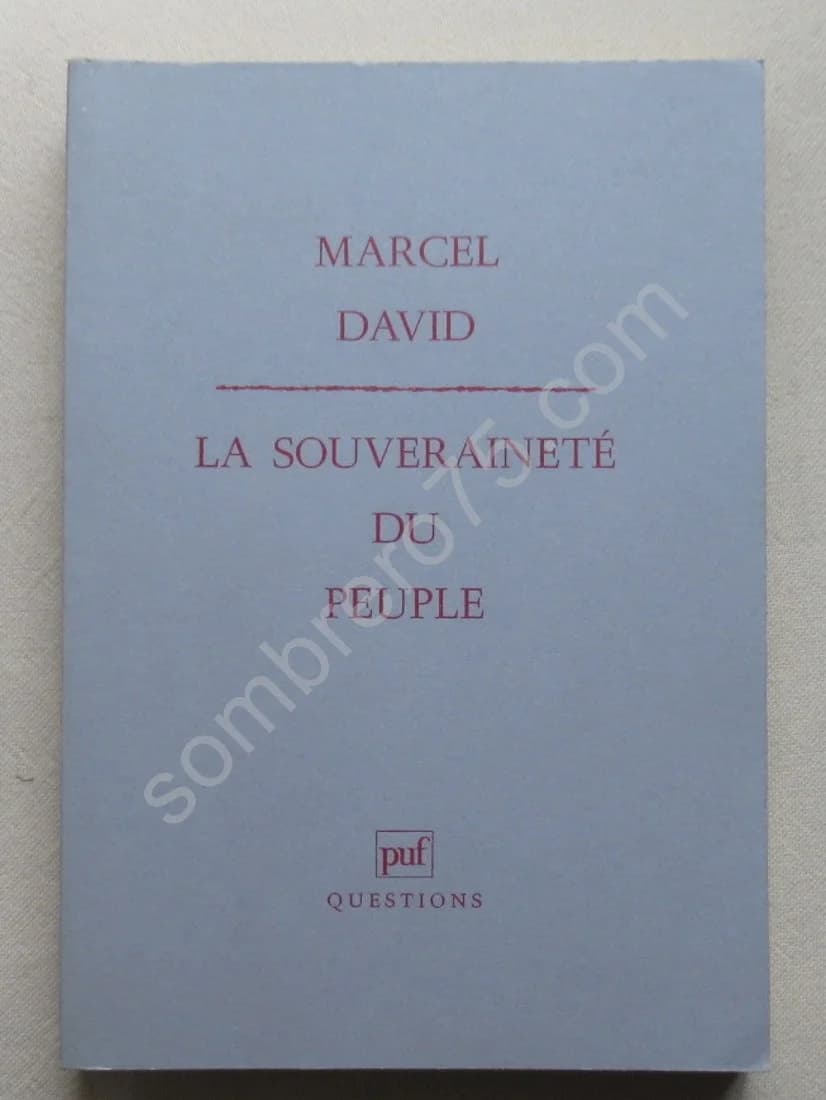 MARCEL
DAVID
LA SOUVERAINETÉ
DU
PEUPLE
puf
QUESTIONS
sombrero75.com